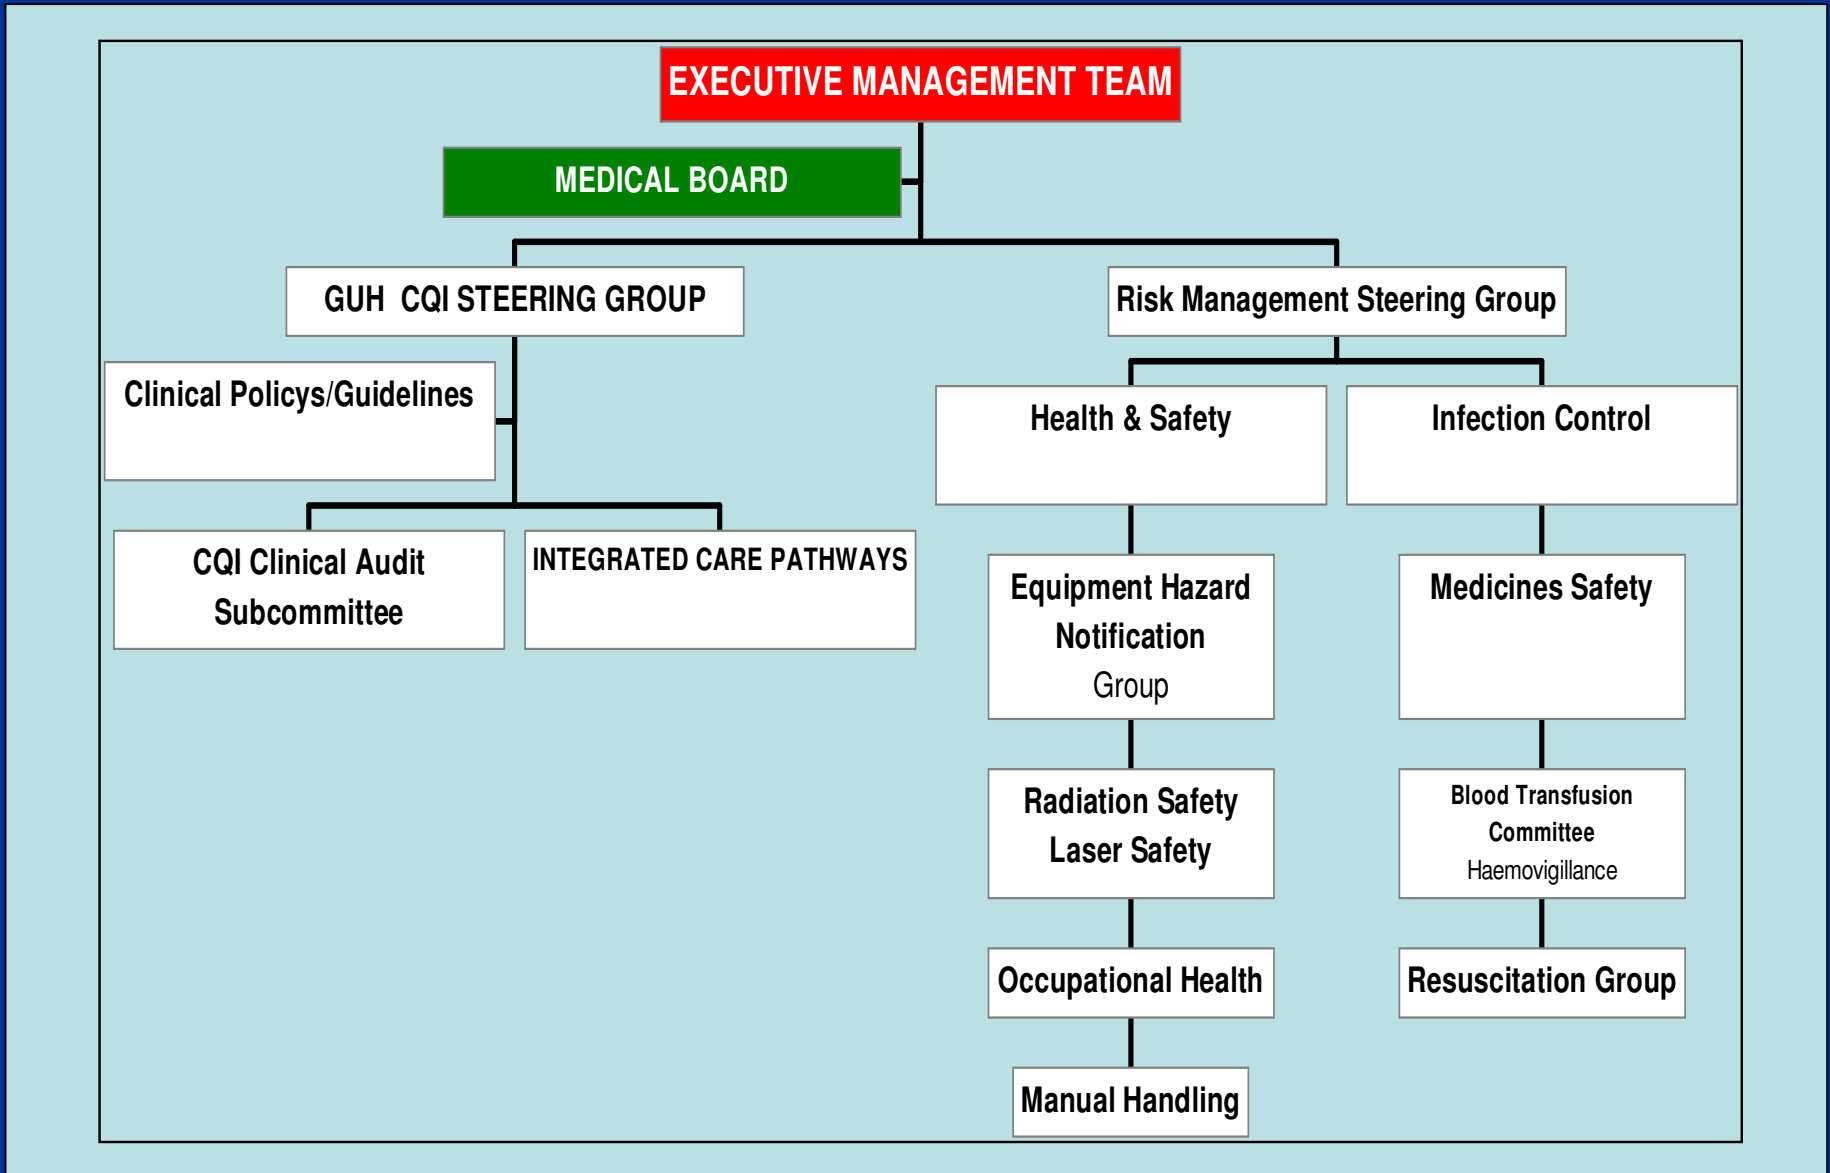 EXECUTIVE MANAGEMENT TEAM
MEDICAL BOARD
GUH CQI STEERING GROUP
Risk Management Steering Group
Clinical Policys/Guidelines
Health & Safety
Infection Control
CQI Clinical Audit
Subcommittee
INTEGRATED CARE PATHWAYS
Equipment Hazard
Notification
Group
Medicines Safety
Radiation Safety
Laser Safety
Blood Transfusion
Committee
Haemovigillance
Occupational Health
Resuscitation Group
Manual Handling